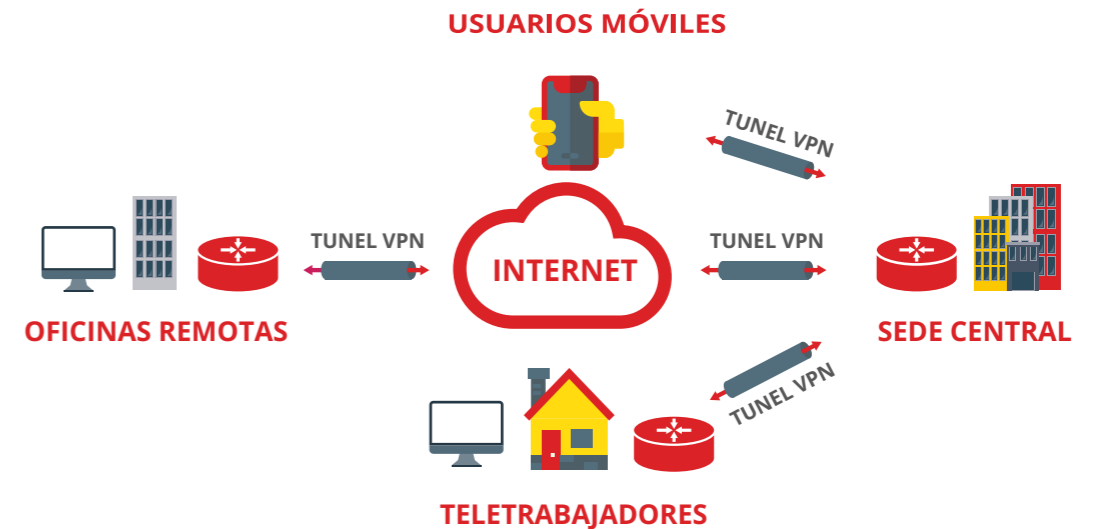 USUARIOS MÓVILES
TUNEL VPN
TUNEL VPN
INTERNET
TUNEL VPN
OFICINAS REMOTAS
SEDE CENTRAL
TUNEL VPN
TELETRABAJADORES